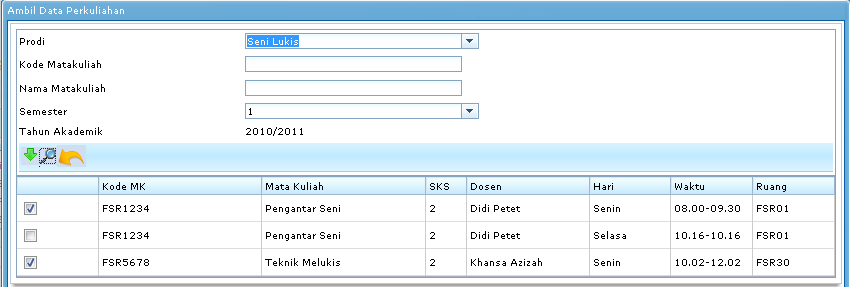 Ambil Data Perkuliahan
Prodi Seni Lukis
Kode Matakuliah
Nama Matakuliah
Semester 1
Tahun Akademik 2010/2011
Kode MK Mata Kuliah SKS Dosen Hari Waktu Ruang
FSR1234 Pengantar Seni 2 Didi Petet Senin 08.00-09.30 FSR01
FSR1234 Pengantar Seni 2 Didi Petet Selasa 10.16-10.16 FSR01
FSR5678 Teknik Melukis 2 Khansa Azizah Senin 10.02-12.02 FSR30